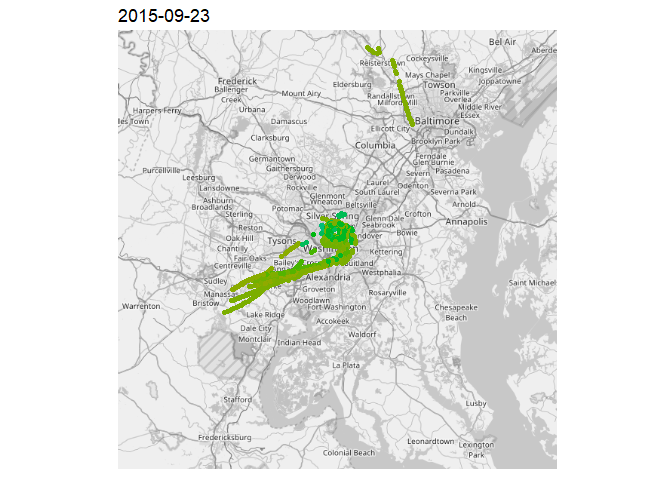 2015-09-23
Bel Air
Cockeysville
Reisterstown
Aberde
Kingsville
Mays Chapel
Joppatowne
Frederick
Eldersburg
Towson
Ballenger
Creek
Mount Airy
Randallstown
Milford Mill
Parkville
Overlea
Middle River
Harpers Ferry
Urbana
Essex
les Town
Damascus
Baltimore
Ellicott City
Dundalk
Clarksburg
Brooklyn Park
Columbia
Germantown
Ferndale
Glen Burnie
Purcellville
Gaithersburg
Pasadena
Leesburg
Derwood
Laurel
Severn
Lansdowne
Rockville
Odenton
South Laurel
Severna Park
Ashburn
Glenmont
Wheaton
Broadlands
Potomac
Beltsville
Arnold
Sterling
Silver Spring
Glenn Dale
Crofton
Annapolis
Reston
Seabrook
Oak Hill
Tysons
Landover
Bowie
Chantilly
Washington
Kettering
Fair Oaks
Centreville
Suitland
Westphalia
Sudley
Alexandria
Saint Michaels
Manassas
Groveton
Rosaryville
Bristow
Woodlawn
Warrenton
Lake Ridge
Fort Washington
Chesapeake
Beach
Accokeek
Dale City
Waldorf
Montclair
Indian Head
La Plata
Stafford
Lusby
Fredericksburg
Leonardtown
Lexington
Park
Colonial Beach